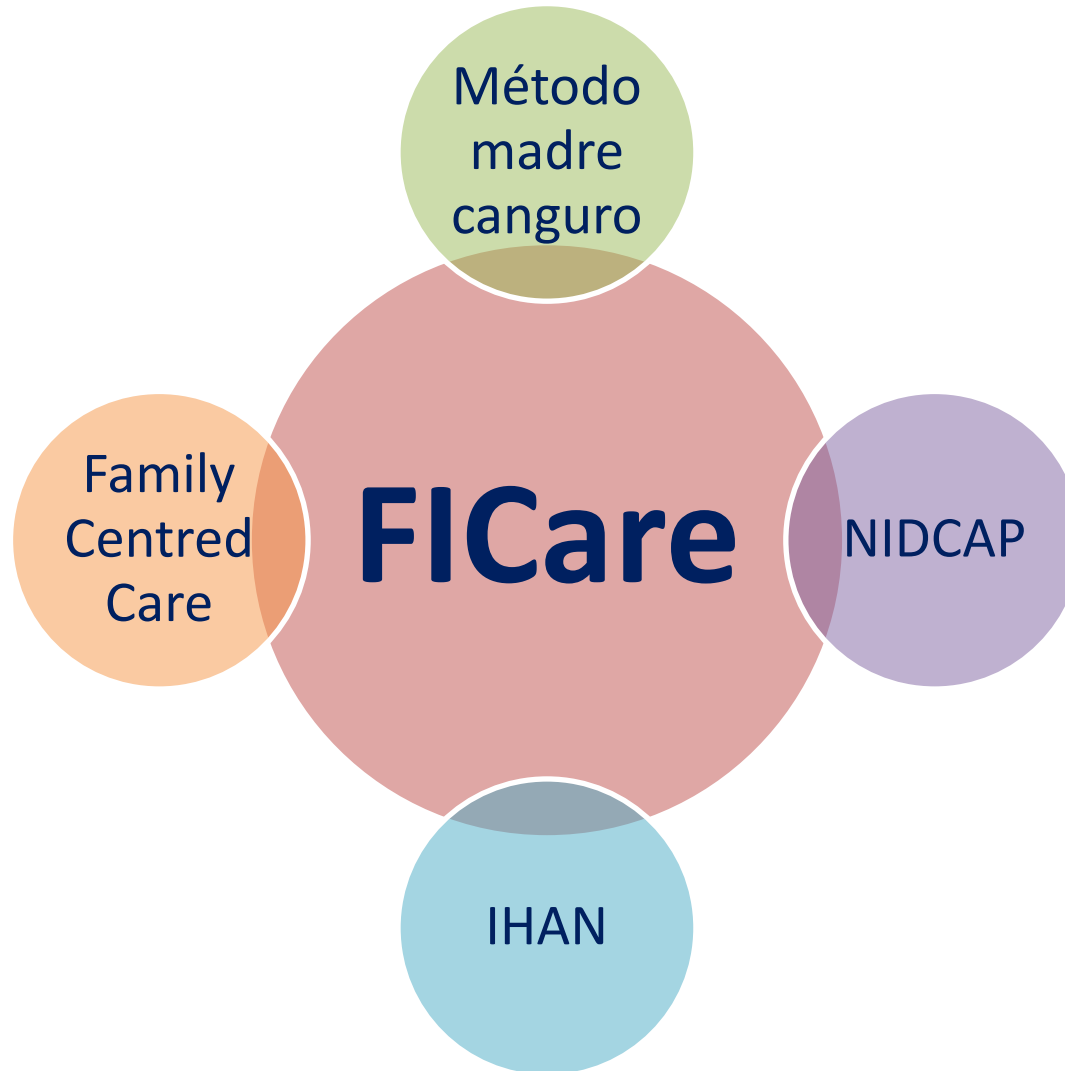 Método
madre
canguro
Family
Centred
Care
FICare
NIDCAP
IHAN